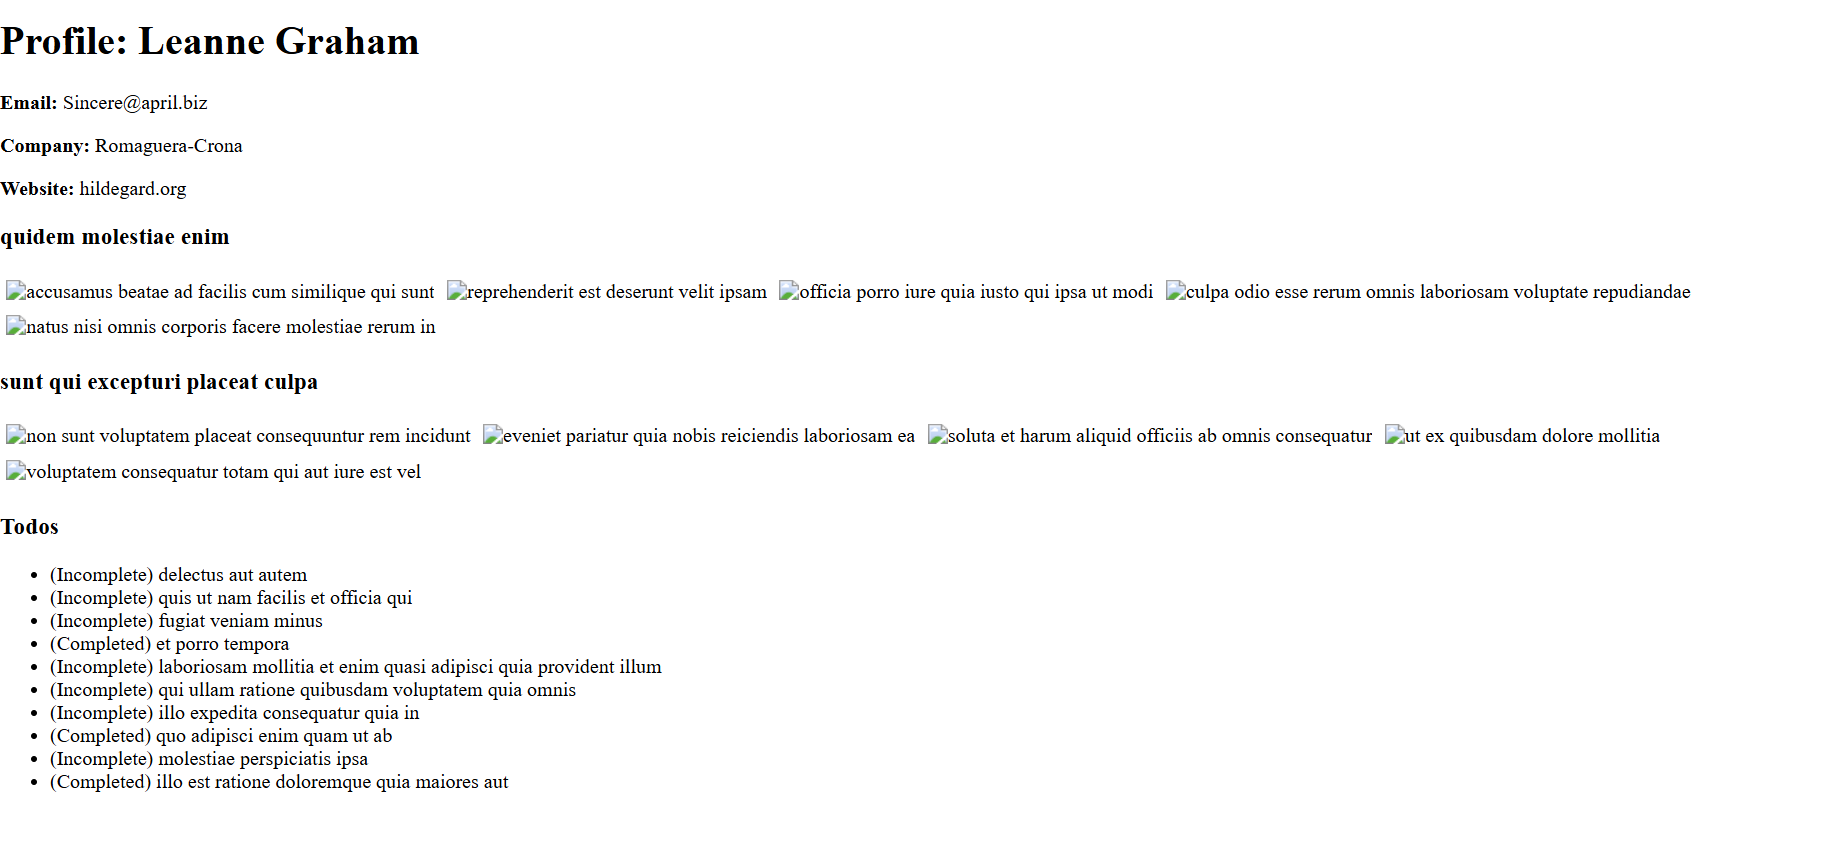 Profile: Leanne Graham
Email: Sincere@april.biz
Company: Romaguera-Crona
Website: hildegard.org
quidem molestiae enim
accusamus beatae ad facilis cum similique qui sunt reprehenderit est deserunt velit ipsam officia porro iure quia iusto qui ipsa ut modi culpa odio esse rerum omnis laboriosam voluptate repudiandae
natus nisi omnis corporis facere molestiae rerum in
sunt qui excepturi placeat culpa
non sunt voluptatem placeat consequuntur rem incidunt eveniet pariatur quia nobis reiciendis laboriosam ea soluta et harum aliquid officiis ab omnis consequatur ut ex quibusdam dolore mollitia
voluptatem consequatur totam qui aut iure est vel
Todos
• (Incomplete) delectus aut autem
• (Incomplete) quis ut nam facilis et officia qui
• (Incomplete) fugiat veniam minus
• (Completed) et porro tempora
• (Incomplete) laboriosam mollitia et enim quasi adipisci quia provident illum
• (Incomplete) qui ullam ratione quibusdam voluptatem quia omnis
• (Incomplete) illo expedita consequatur quia in
• (Completed) quo adipisci enim quam ut ab
• (Incomplete) molestiae perspiciatis ipsa
• (Completed) illo est ratione doloremque quia maiores aut